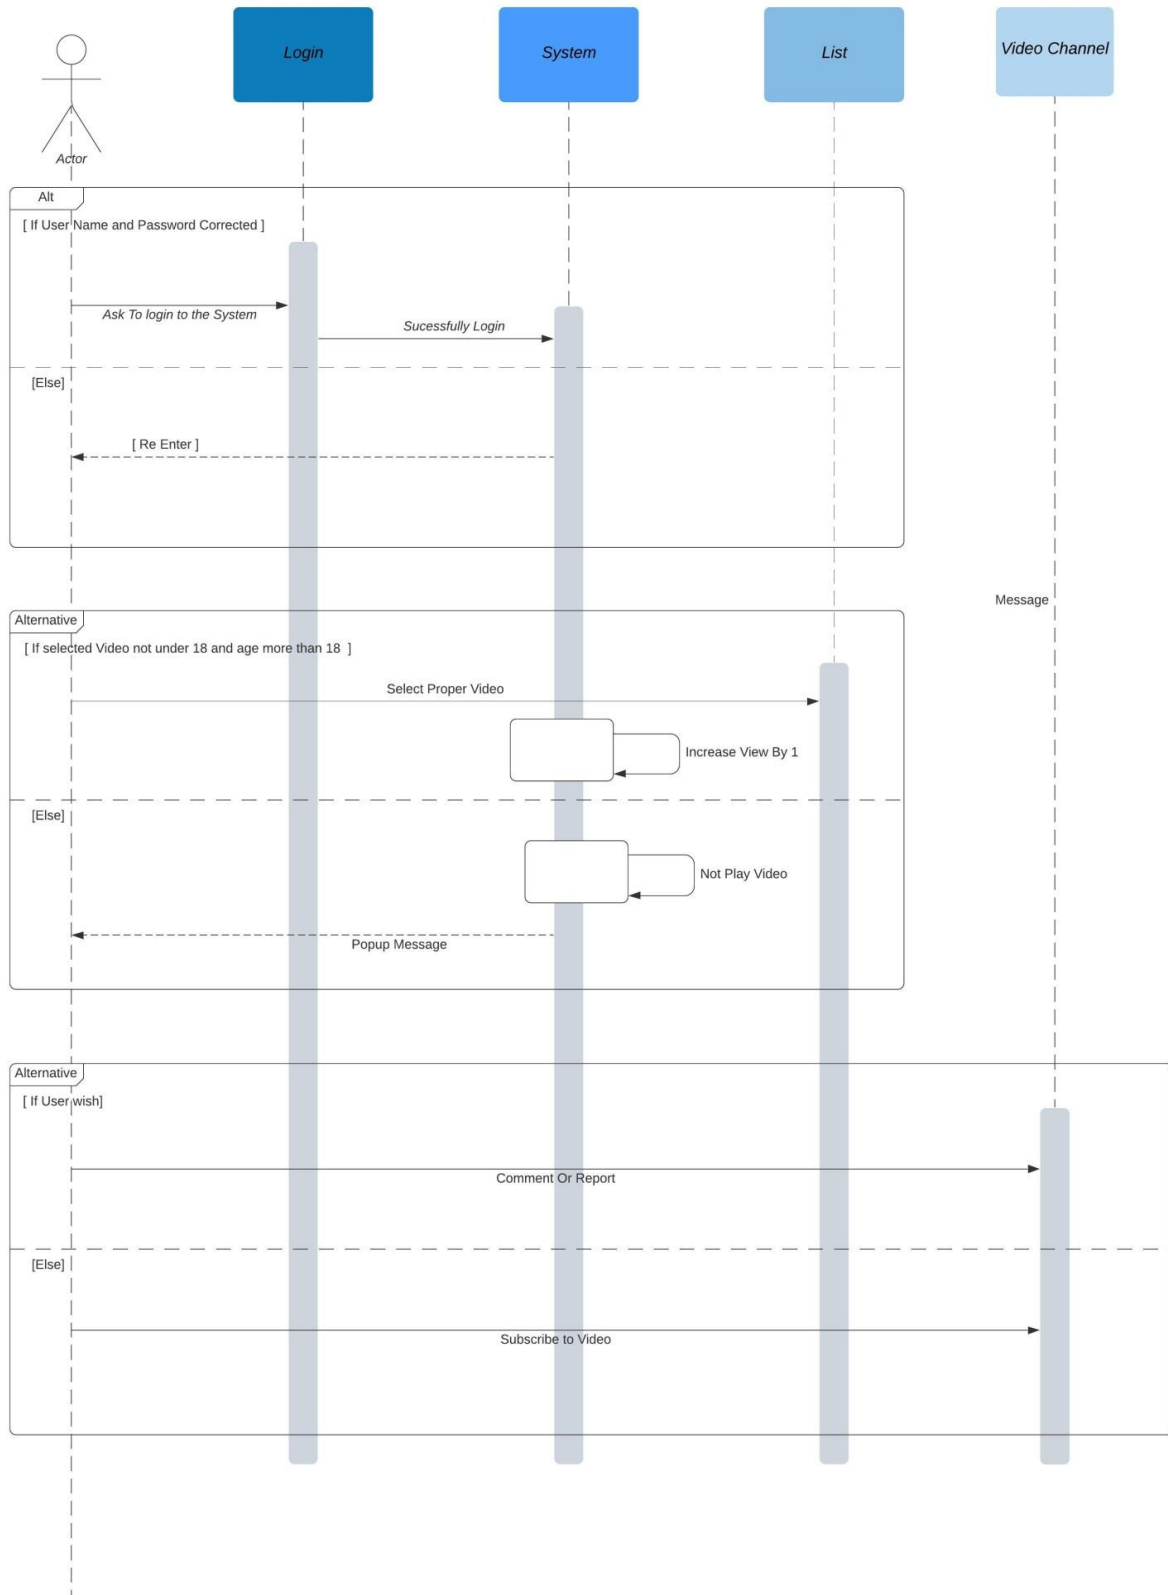 Login
System
List
Video Channel
Actor
Alt
[ If User Name and Password Corrected ]
Ask To login to the System
Sucessfully Login
[Else]
[ Re Enter ]
Message
Alternative
[ If selected Video not under 18 and age more than 18 ]
Select Proper Video
Increase View By 1
[Else]
Not Play Video
Popup Message
Alternative
[ If User wish]
Comment Or Report
[Else]
Subscribe to Video